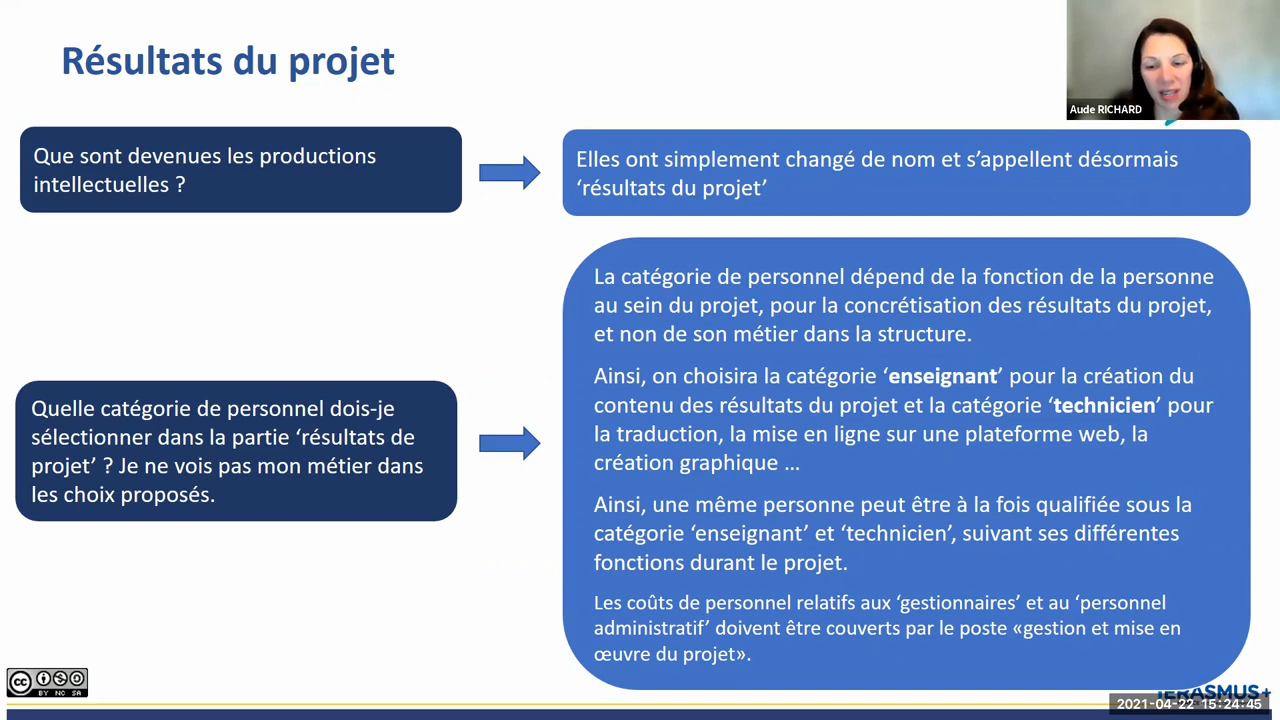 Résultats du projet
Aude RICHARD
Que sont devenues les productions
intellectuelles ?
Elles ont simplement changé de nom et s’appellent désormais
‘résultats du projet’
Quelle catégorie de personnel dois-je
sélectionner dans la partie ‘résultats de
projet’ ? Je ne vois pas mon métier dans
les choix proposés.
La catégorie de personnel dépend de la fonction de la personne
au sein du projet, pour la concrétisation des résultats du projet,
et non de son métier dans la structure.
Ainsi, on choisira la catégorie ‘enseignant’ pour la création du
contenu des résultats du projet et la catégorie ‘technicien’ pour
la traduction, la mise en ligne sur une plateforme web, la
création graphique …
Ainsi, une même personne peut être à la fois qualifiée sous la
catégorie ‘enseignant’ et ‘technicien’, suivant ses différentes
fonctions durant le projet.
Les coûts de personnel relatifs aux ‘gestionnaires’ et au ‘personnel
administratif’ doivent être couverts par le poste «gestion et mise en
œuvre du projet».
cc BY NC SA
ERASMUS+
2021-04-22 15:24:45